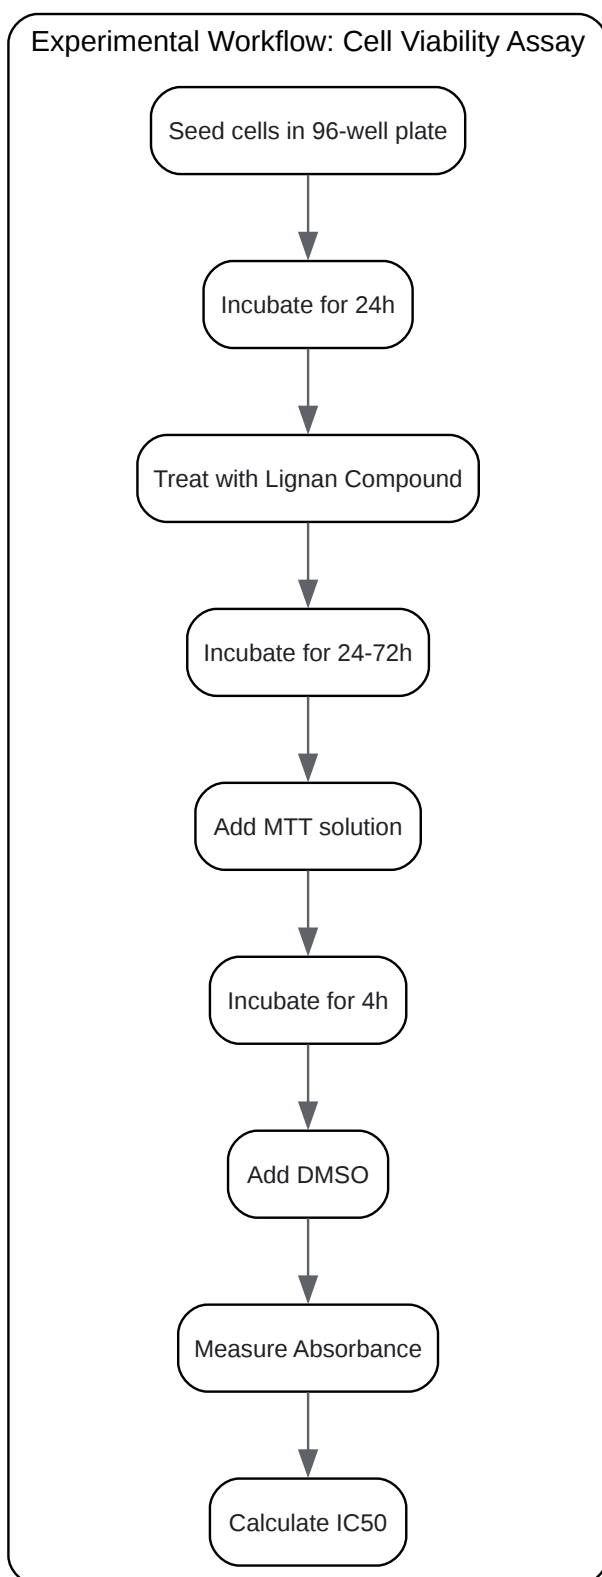 Experimental Workflow: Cell Viability Assay
Seed cells in 96-well plate
Incubate for 24h
Treat with Lignan Compound
Incubate for 24-72h
Add MTT solution
Incubate for 4h
Add DMSO
Measure Absorbance
Calculate IC50